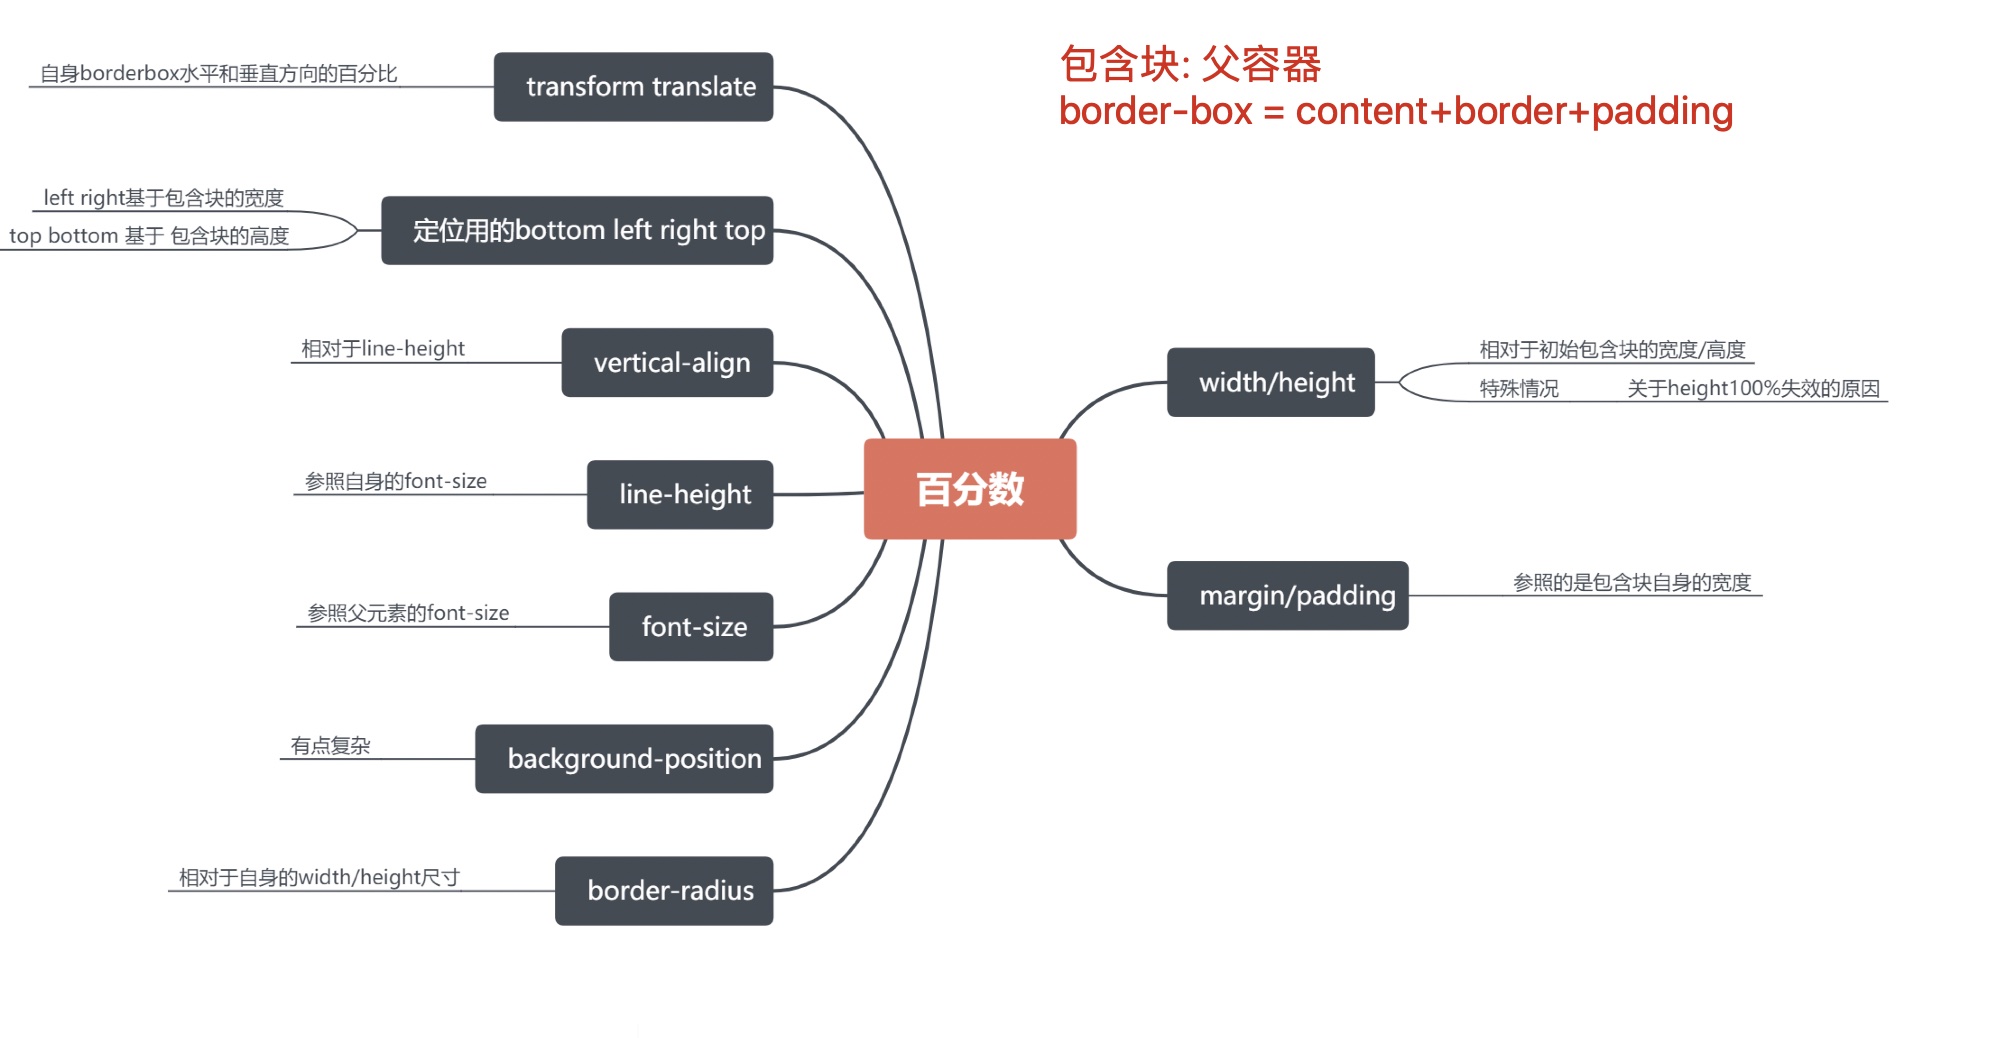 包含块: 父容器
border-box = content+border+padding
百分数
transform translate
自身borderbox水平和垂直方向的百分比
定位用的bottom left right top
left right基于包含块的宽度
top bottom 基于 包含块的高度
vertical-align
相对于line-height
line-height
参照自身的font-size
font-size
参照父元素的font-size
background-position
有点复杂
border-radius
相对于自身的width/height尺寸
width/height
相对于初始包含块的宽度/高度
特殊情况
关于height100%失效的原因
margin/padding
参照的是包含块自身的宽度